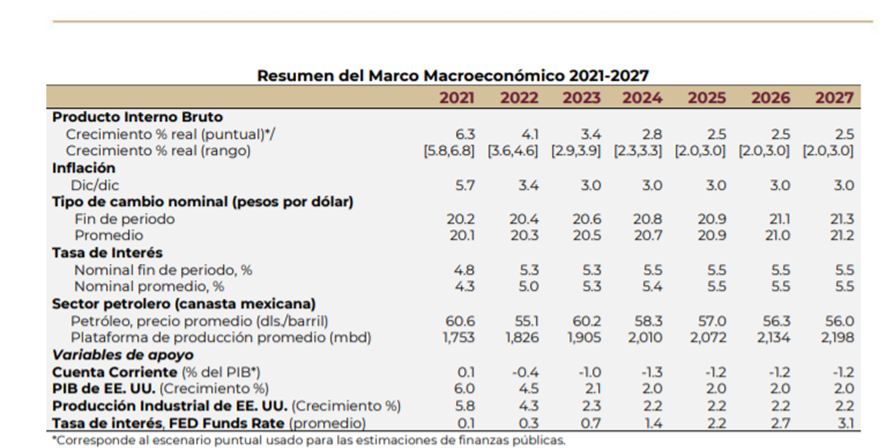 Resumen del Marco Macroeconómico 2021-2027
2021 2022 2023 2024 2025 2026 2027
Producto Interno Bruto
Crecimiento % real (puntual)*/ 6.3 4.1 3.4 2.8 2.5 2.5 2.5
Crecimiento % real (rango) [5.8,6.8] [3.6,4.6] [2.9,3.9] [2.3,3.3] [2.0,3.0] [2.0,3.0] [2.0,3.0]
Inflación
Dic/dic 5.7 3.4 3.0 3.0 3.0 3.0 3.0
Tipo de cambio nominal (pesos por dólar)
Fin de periodo 20.2 20.4 20.6 20.8 20.9 21.1 21.3
Promedio 20.1 20.3 20.5 20.7 20.9 21.0 21.2
Tasa de Interés
Nominal fin de periodo, % 4.8 5.3 5.3 5.5 5.5 5.5 5.5
Nominal promedio, % 4.3 5.0 5.3 5.4 5.5 5.5 5.5
Sector petrolero (canasta mexicana)
Petróleo, precio promedio (dls./barril) 60.6 55.1 60.2 58.3 57.0 56.3 56.0
Plataforma de producción promedio (mbd) 1,753 1,826 1,905 2,010 2,072 2,134 2,198
Variables de apoyo
Cuenta Corriente (% del PIB*) 0.1 -0.4 -1.0 -1.3 -1.2 -1.2 -1.2
PIB de EE. UU. (Crecimiento %) 6.0 4.5 2.1 2.0 2.0 2.0 2.0
Producción Industrial de EE. UU. (Crecimiento %) 5.8 4.3 2.3 2.2 2.2 2.2 2.2
Tasa de interés, FED Funds Rate (promedio) 0.1 0.3 0.7 1.4 2.2 2.7 3.1
*Corresponde al escenario puntual usado para las estimaciones de finanzas públicas.